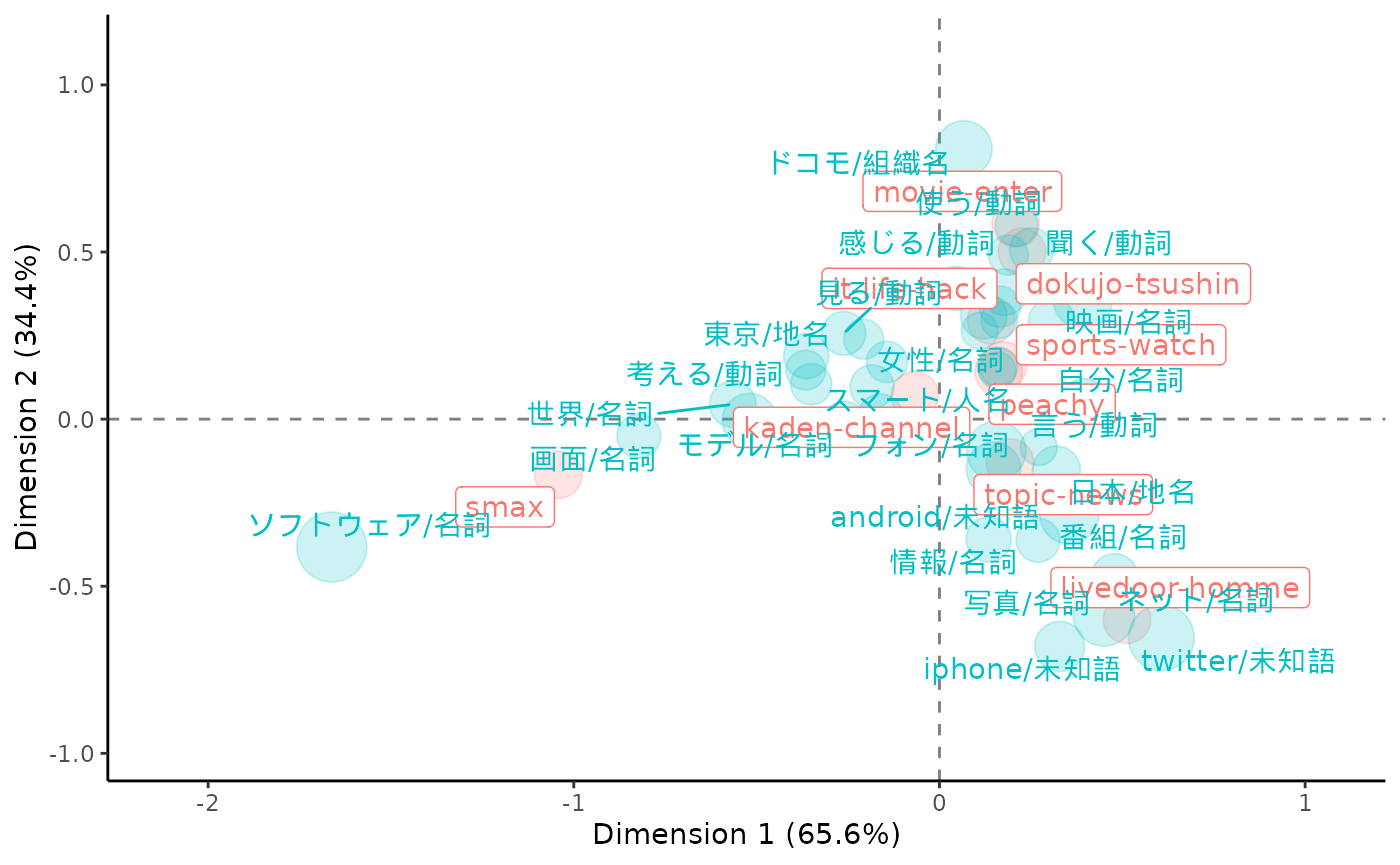 1.0
0.5
0.0
-0.5
-1.0
Dimension 2 (34.4%)
ドコモ/組織名
movie-enter
使う/動詞
感じる/動詞
聞く/動詞
it-life-hack
見る/動詞
dokujo-tsushin
映画/名詞
東京/地名
sports-watch
女性/名詞
考える/動詞
自分/名詞
スマート/人名
peachy
世界/名詞
kaden-channel
言う/動詞
モデル/名詞
フォン/名詞
画面/名詞
smax
topic-news
日本/地名
ソフトウェア/名詞
android/未知語
番組/名詞
情報/名詞
livedoor-homme
写真/名詞
ネット/名詞
iphone/未知語
twitter/未知語
-2
-1
0
1
Dimension 1 (65.6%)